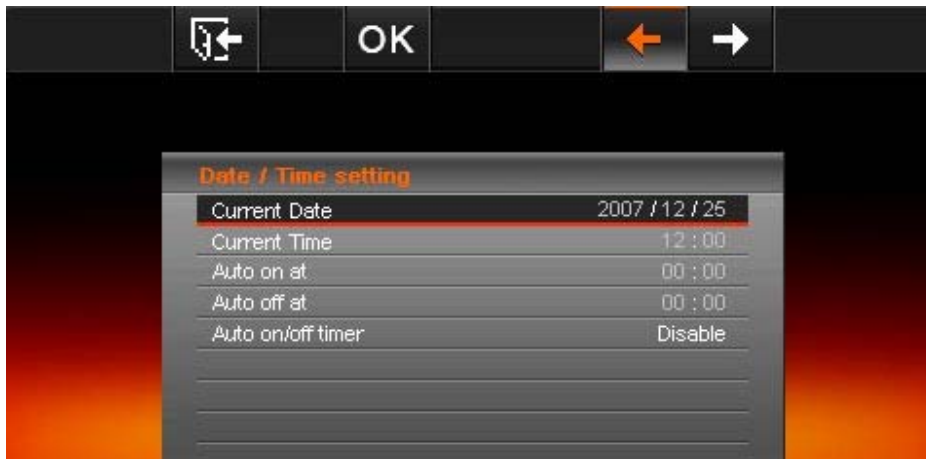 OK
Date / Time setting
Current Date 2007 / 12 / 25
Current Time 12 : 00
Auto on at 00 : 00
Auto off at 00 : 00
Auto on/off timer Disable